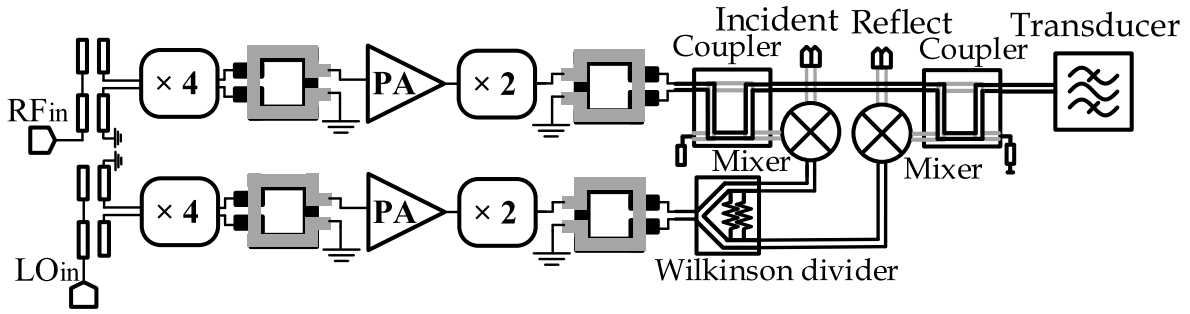 Incident Reflect Transducer
Coupler Coupler
× 4 PA × 2
RFin
Mixer Mixer
× 4 PA × 2
LOin
Wilkinson divider